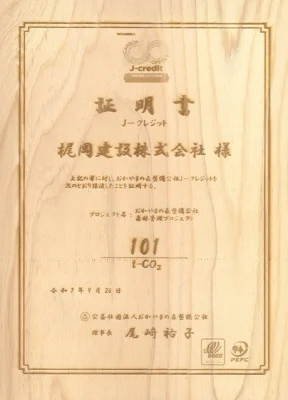 J-credit
証明書
J-クレジット
梶岡建設株式会社 様
上記の者に対し、おかやまの森整備公社J-クレジットを
次のとおり譲渡したことを証明する。
プロジェクト名: おかやまの森整備公社
森林管理プロジェクト
101
t-CO₂
令和7年9月26日
公益社団法人おかやまの森整備公社
理事長 尾﨑 裕子
SGEC PEFC